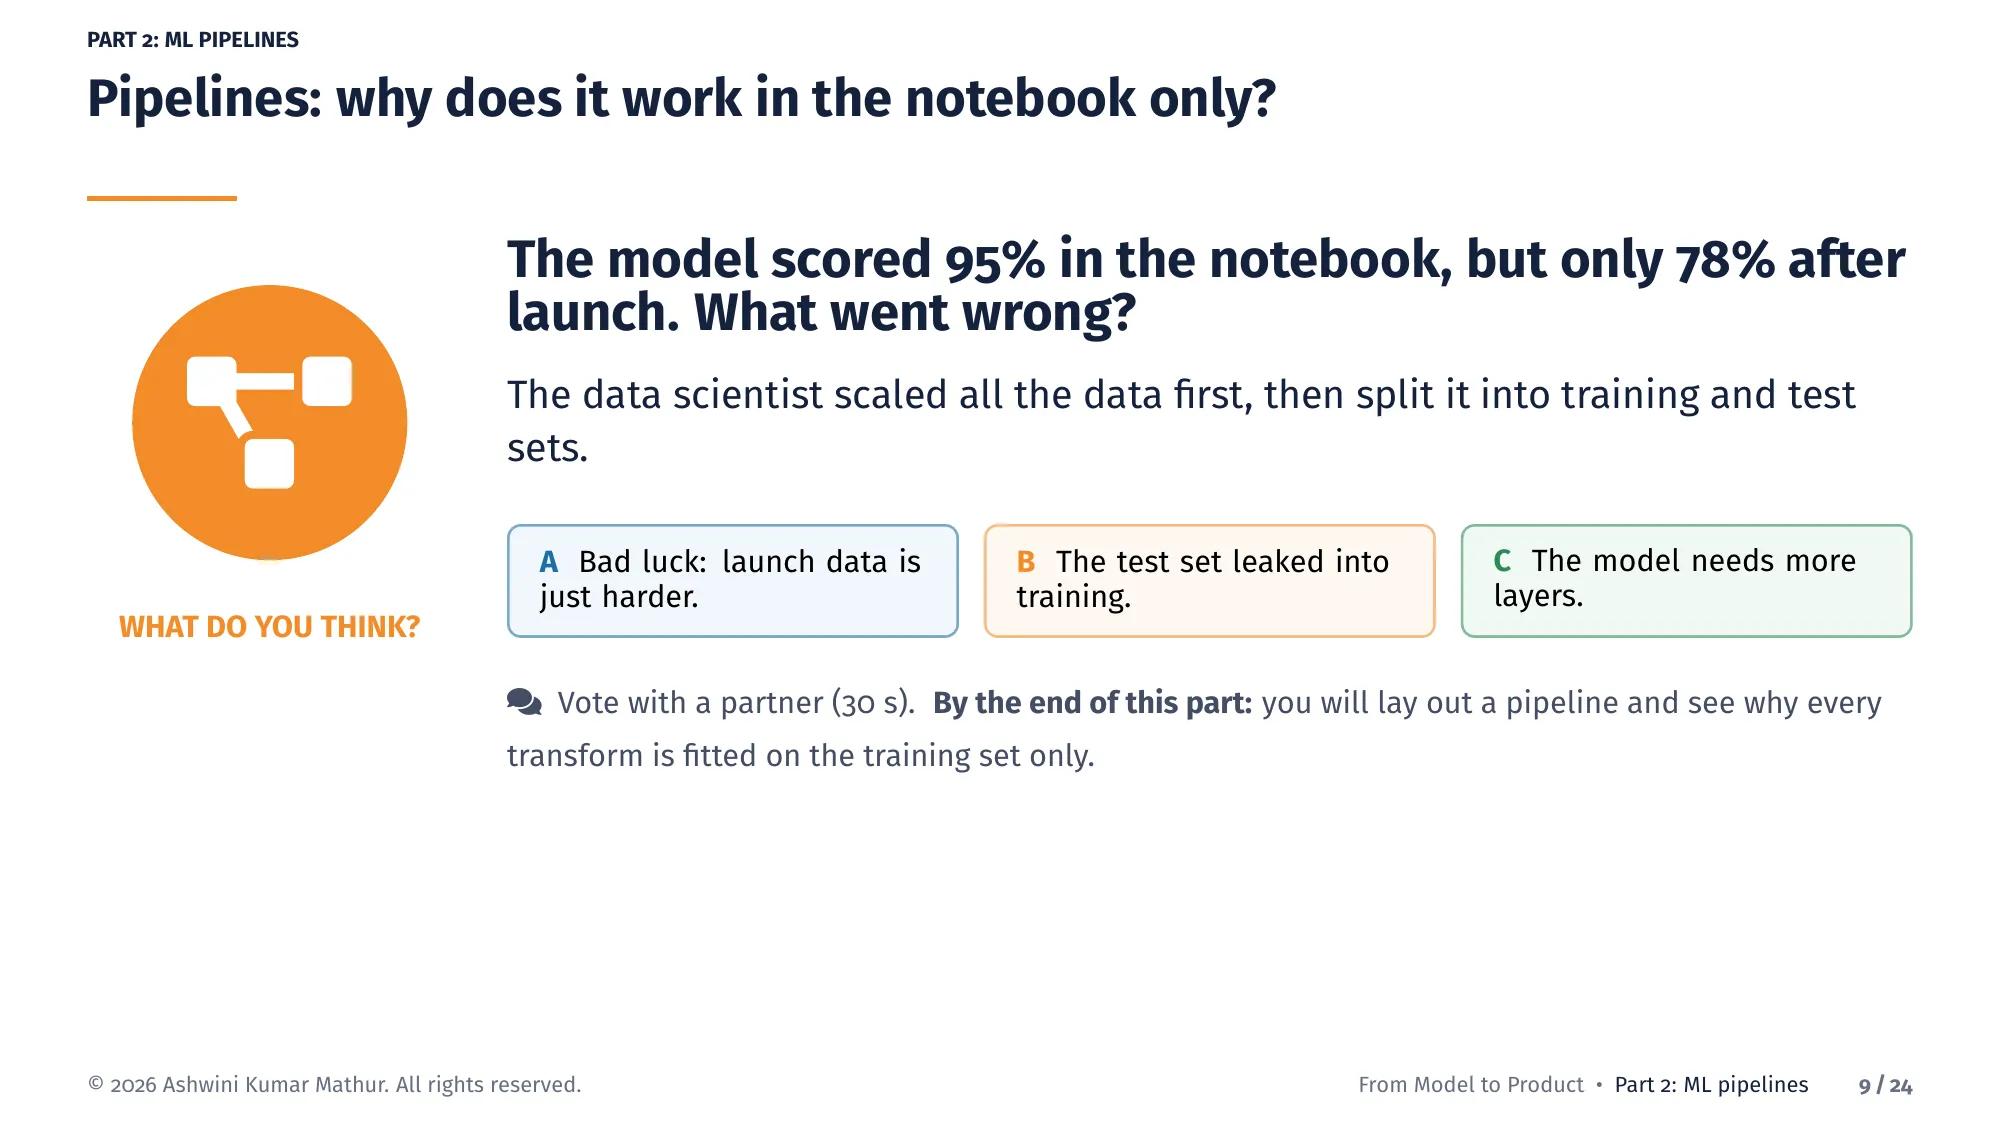 PART 2: ML PIPELINES
Pipelines: why does it work in the notebook only?
The model scored 95% in the notebook, but only 78% after
launch. What went wrong?
The data scientist scaled all the data first, then split it into training and test
sets.
A Bad luck: launch data is
just harder.
B The test set leaked into
training.
C The model needs more
layers.
WHAT DO YOU THINK?
Vote with a partner (30 s). By the end of this part: you will lay out a pipeline and see why every
transform is fitted on the training set only.
© 2026 Ashwini Kumar Mathur. All rights reserved.
From Model to Product • Part 2: ML pipelines 9 / 24